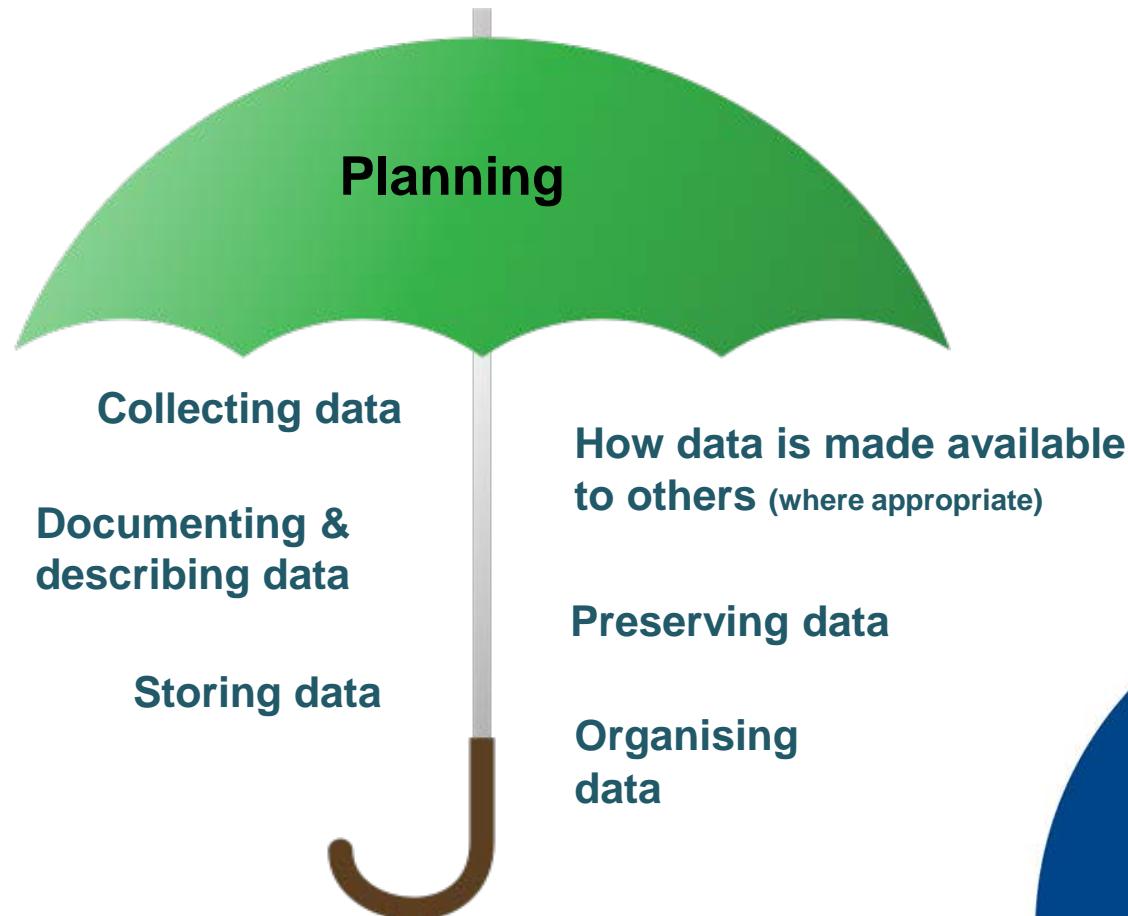 Planning
Collecting data
Documenting &
describing data
Storing data
How data is made available
to others (where appropriate)
Preserving data
Organising
data